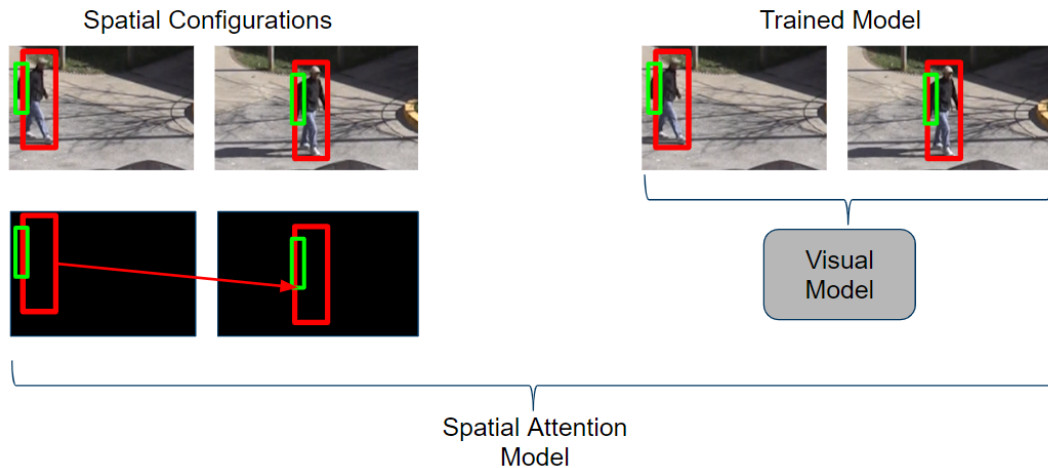 Spatial Configurations
Trained Model
Visual
Model
Spatial Attention
Model